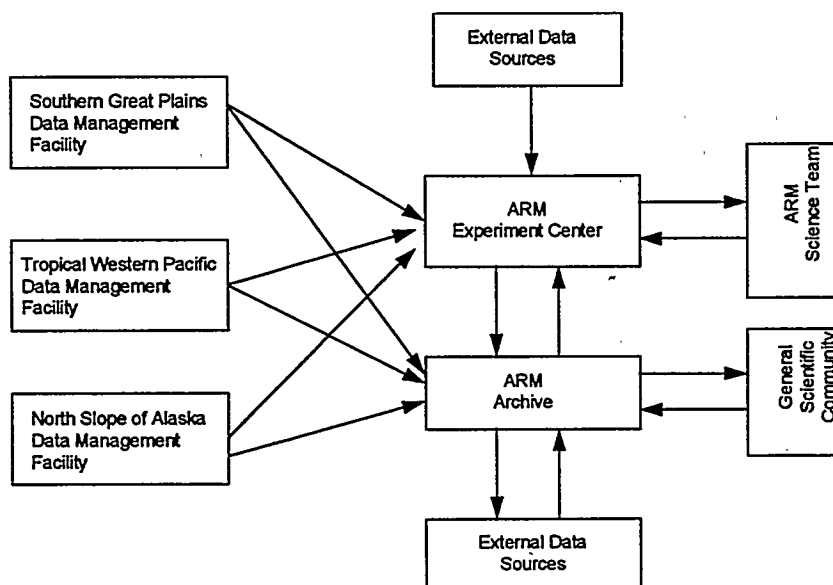 External Data
Sources
Southern Great Plains
Data Management
Facility
ARM
Experiment Center
ARM
Science Team
Tropical Western Pacific
Data Management
Facility
ARM
Archive
General
Scientific
Community
North Slope of Alaska
Data Management
Facility
External Data
Sources